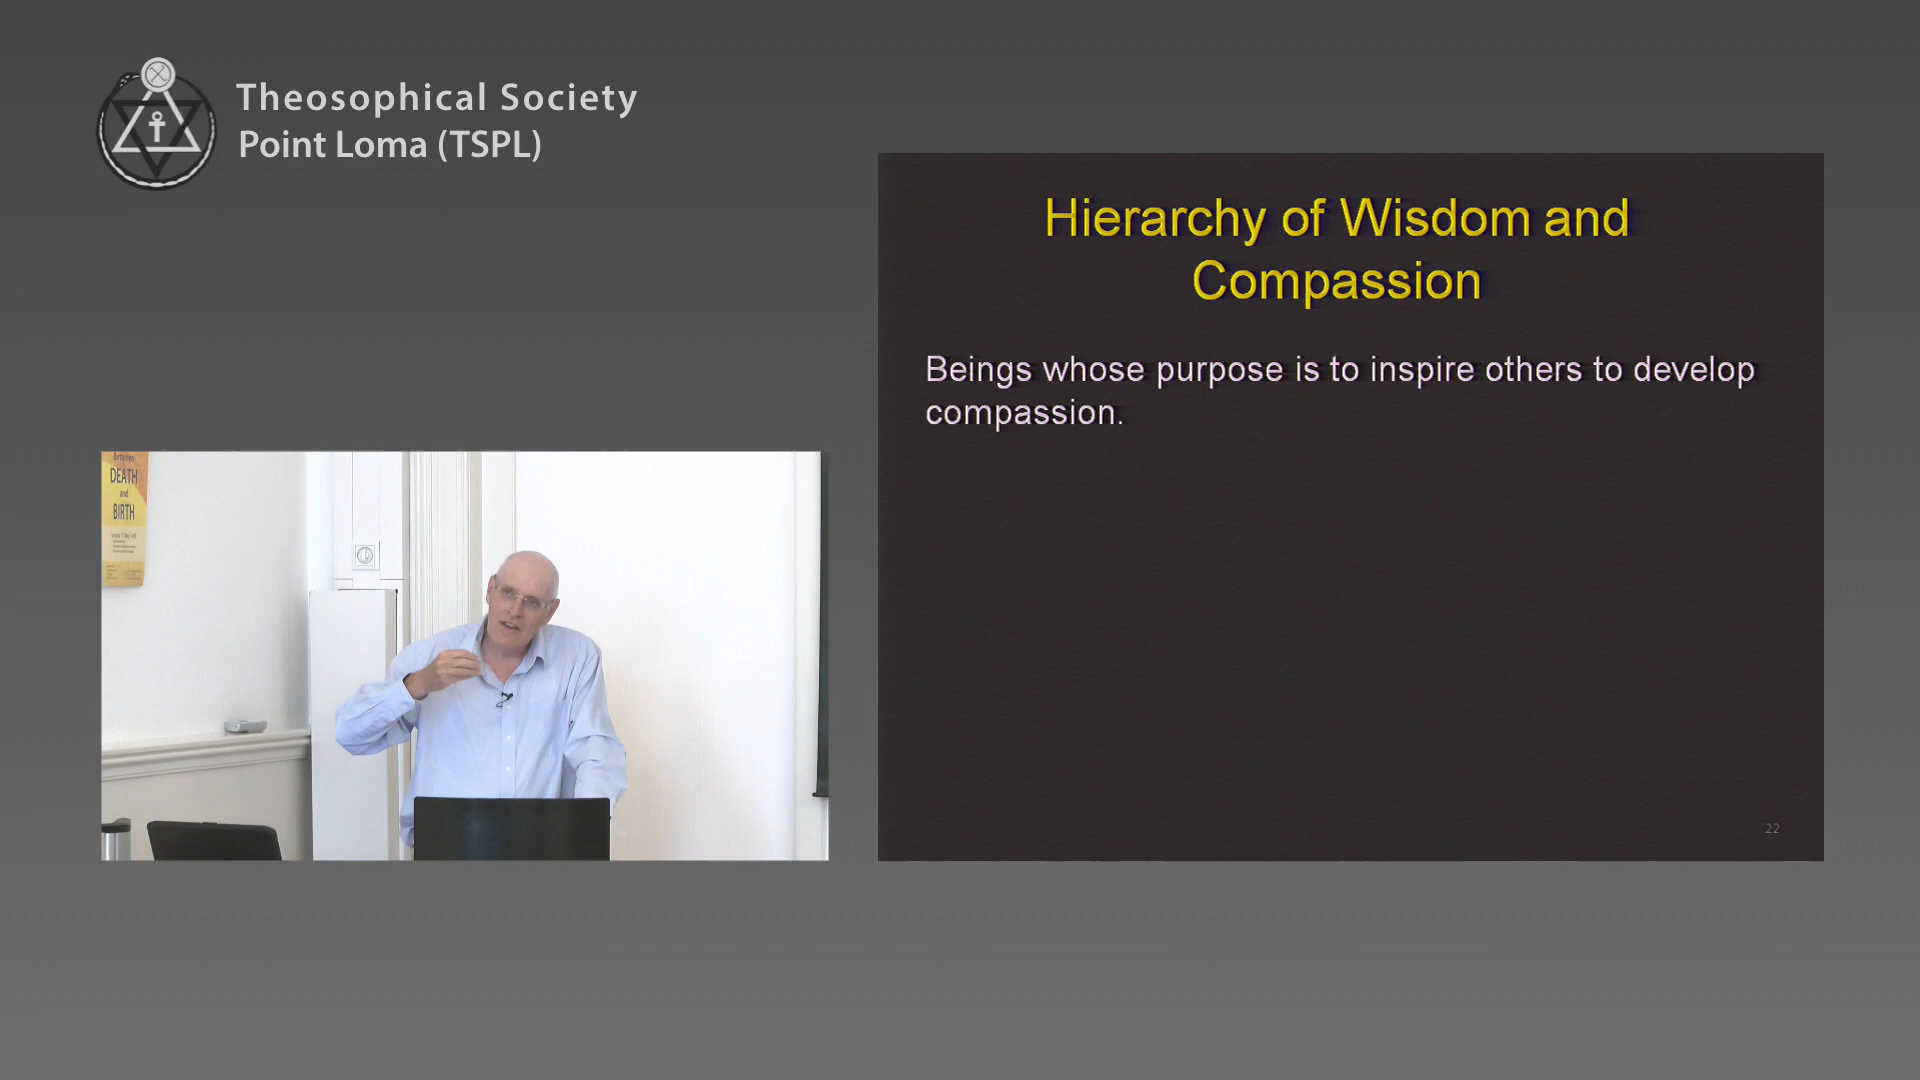 Theosophical Society
Point Loma (TSPL)
Hierarchy of Wisdom and
Compassion
Beings whose purpose is to inspire others to develop
compassion.
22
Between
DEATH
and
BIRTH